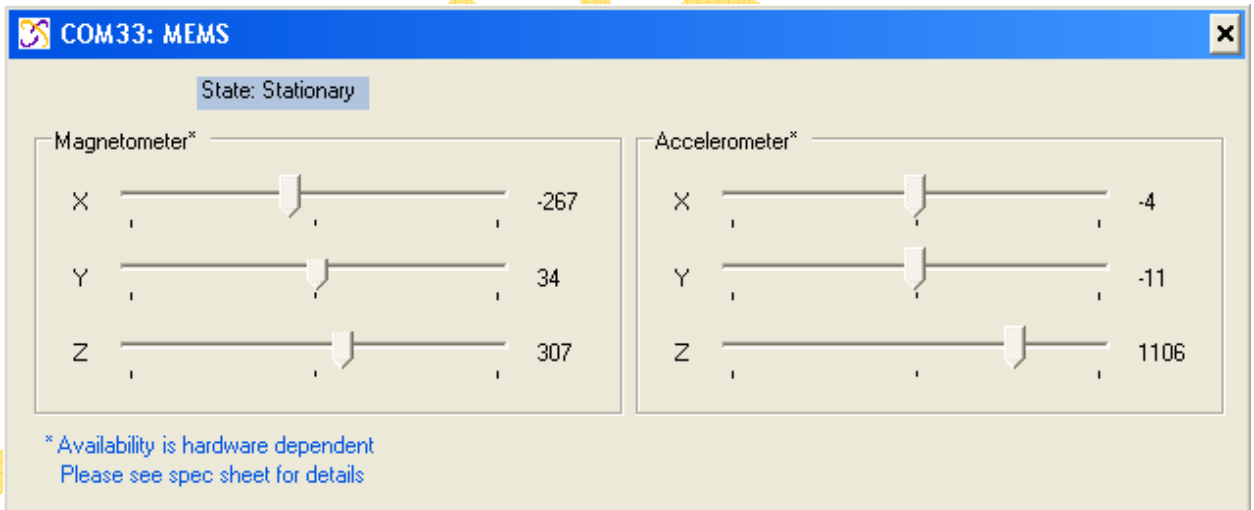 COM33: MEMS
State: Stationary
Magnetometer*
X -267
Y 34
Z 307
Accelerometer*
X -4
Y -11
Z 1106
* Availability is hardware dependent
Please see spec sheet for details